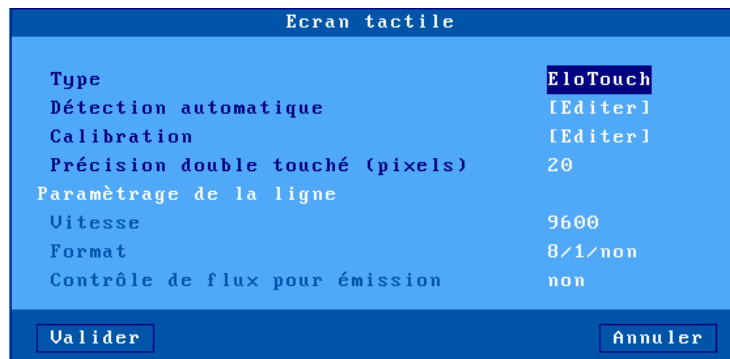 Ecran tactile
Type EloTouch
Détection automatique [Editer]
Calibration [Editer]
Précision double touché (pixels) 20
Paramètrage de la ligne
Vitesse 9600
Format 8/1/non
Contrôle de flux pour émission non
Valider Annuler